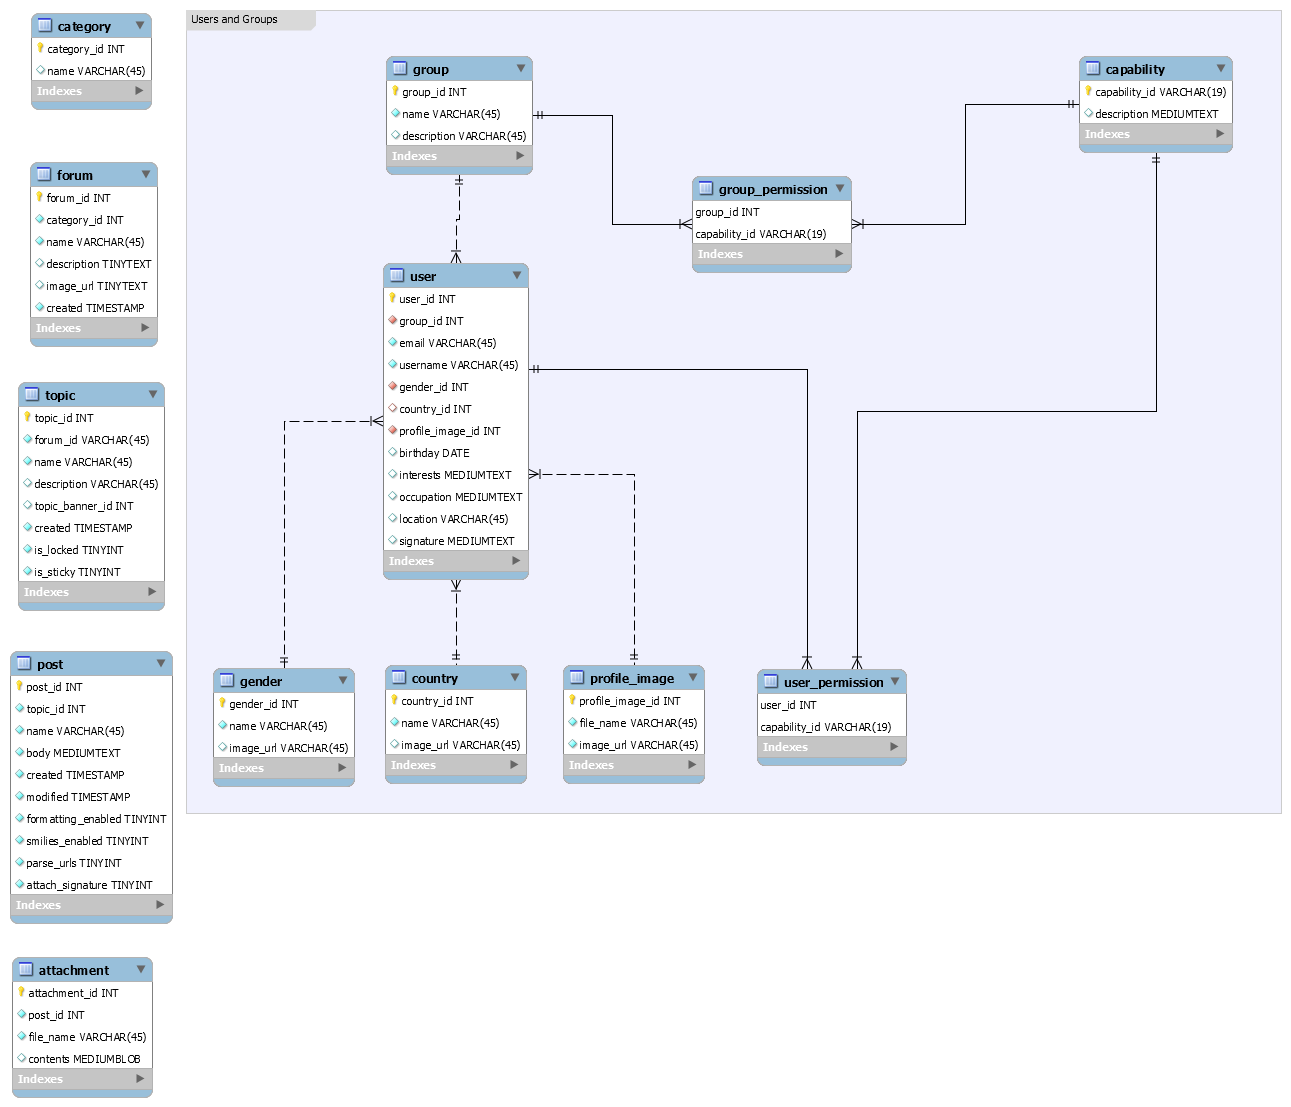 category
category_id INT
name VARCHAR(45)
Indexes
forum
forum_id INT
category_id INT
name VARCHAR(45)
description TINYTEXT
image_url TINYTEXT
created TIMESTAMP
Indexes
topic
topic_id INT
forum_id VARCHAR(45)
name VARCHAR(45)
description VARCHAR(45)
topic_banner_id INT
created TIMESTAMP
is_locked TINYINT
is_sticky TINYINT
Indexes
post
post_id INT
topic_id INT
name VARCHAR(45)
body MEDIUMTEXT
created TIMESTAMP
modified TIMESTAMP
formatting_enabled TINYINT
smilies_enabled TINYINT
parse_urls TINYINT
attach_signature TINYINT
Indexes
attachment
attachment_id INT
post_id INT
file_name VARCHAR(45)
contents MEDIUMBLOB
Indexes
Users and Groups
group
group_id INT
name VARCHAR(45)
description VARCHAR(45)
Indexes
capability
capability_id VARCHAR(19)
description MEDIUMTEXT
Indexes
group_permission
group_id INT
capability_id VARCHAR(19)
Indexes
user
user_id INT
group_id INT
email VARCHAR(45)
username VARCHAR(45)
gender_id INT
country_id INT
profile_image_id INT
birthday DATE
interests MEDIUMTEXT
occupation MEDIUMTEXT
location VARCHAR(45)
signature MEDIUMTEXT
Indexes
gender
gender_id INT
name VARCHAR(45)
image_url VARCHAR(45)
Indexes
country
country_id INT
name VARCHAR(45)
image_url VARCHAR(45)
Indexes
profile_image
profile_image_id INT
file_name VARCHAR(45)
image_url VARCHAR(45)
Indexes
user_permission
user_id INT
capability_id VARCHAR(19)
Indexes